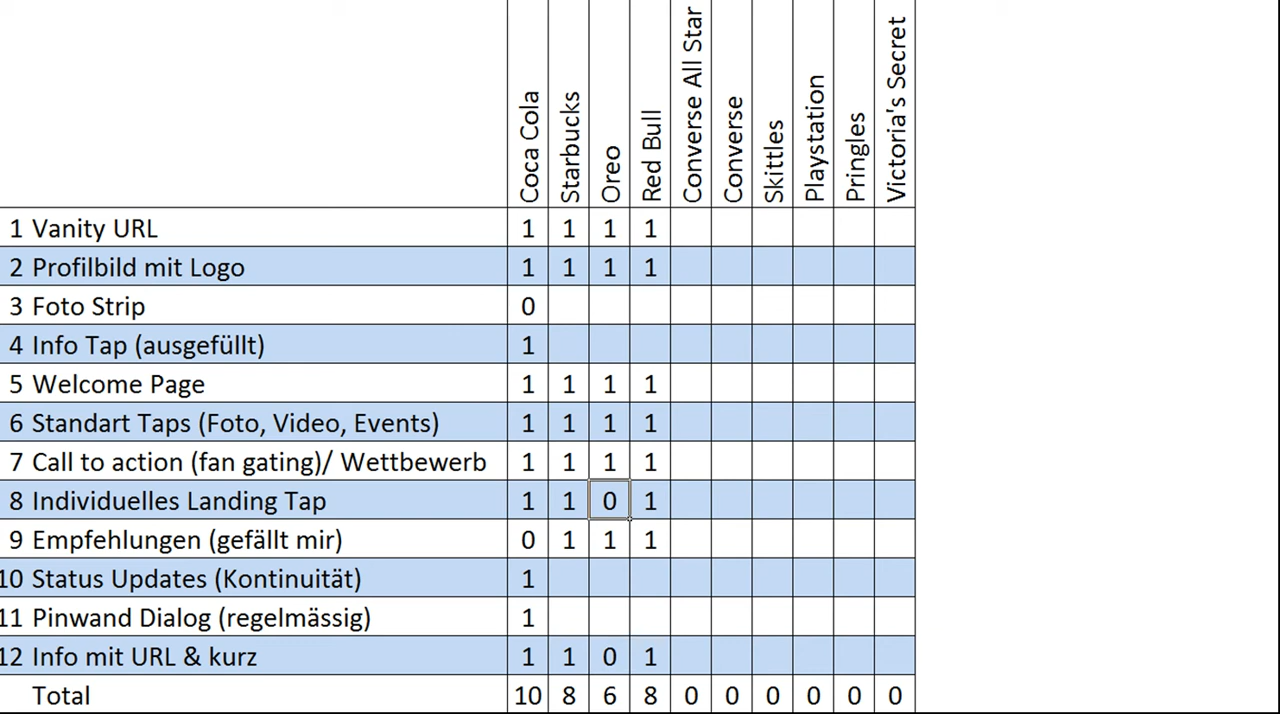 Coca Cola Starbucks Oreo Red Bull Converse All Star Converse Skittles Playstation Pringles Victoria's Secret
1 Vanity URL 1 1 1 1
2 Profilbild mit Logo 1 1 1 1
3 Foto Strip 0
4 Info Tap (ausgefüllt) 1
5 Welcome Page 1 1 1 1
6 Standart Taps (Foto, Video, Events) 1 1 1 1
7 Call to action (fan gating)/ Wettbewerb 1 1 1 1
8 Individuelles Landing Tap 1 1 0 1
9 Empfehlungen (gefällt mir) 0 1 1 1
10 Status Updates (Kontinuität) 1
11 Pinwand Dialog (regelmässig) 1
12 Info mit URL & kurz 1 1 0 1
Total 10 8 6 8 0 0 0 0 0 0